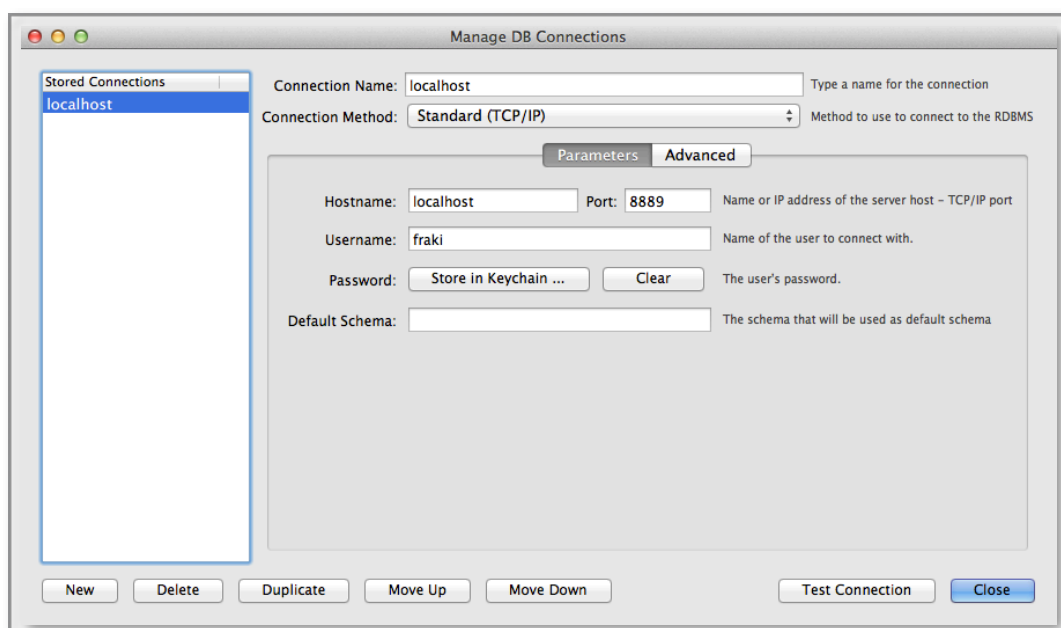 Manage DB Connections
Stored Connections
localhost
Connection Name: localhost Type a name for the connection
Connection Method: Standard (TCP/IP) Method to use to connect to the RDBMS
Parameters Advanced
Hostname: localhost Port: 8889 Name or IP address of the server host - TCP/IP port
Username: fraki Name of the user to connect with.
Password: Store in Keychain ... Clear The user's password.
Default Schema: The schema that will be used as default schema
New Delete Duplicate Move Up Move Down Test Connection Close